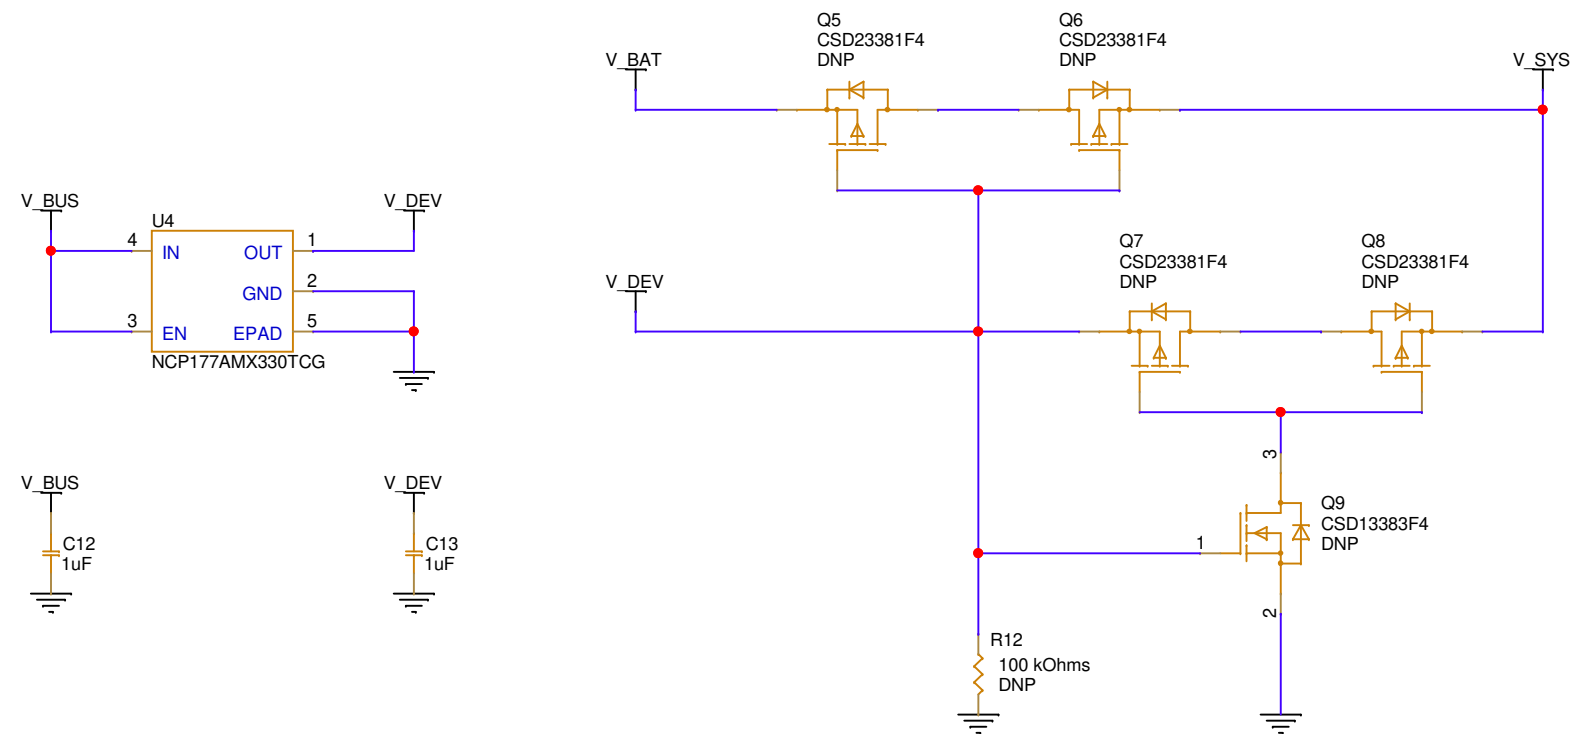 Q5
CSD23381F4
DNP
Q6
CSD23381F4
DNP
V_BAT
V_SYS
V_BUS
V_DEV
U4
4
IN
OUT
1
GND
2
3
EN
EPAD
5
NCP177AMX330TCG
V_DEV
Q7
CSD23381F4
DNP
Q8
CSD23381F4
DNP
V_BUS
C12
1uF
V_DEV
C13
1uF
3
1
2
Q9
CSD13383F4
DNP
R12
100 kOhms
DNP